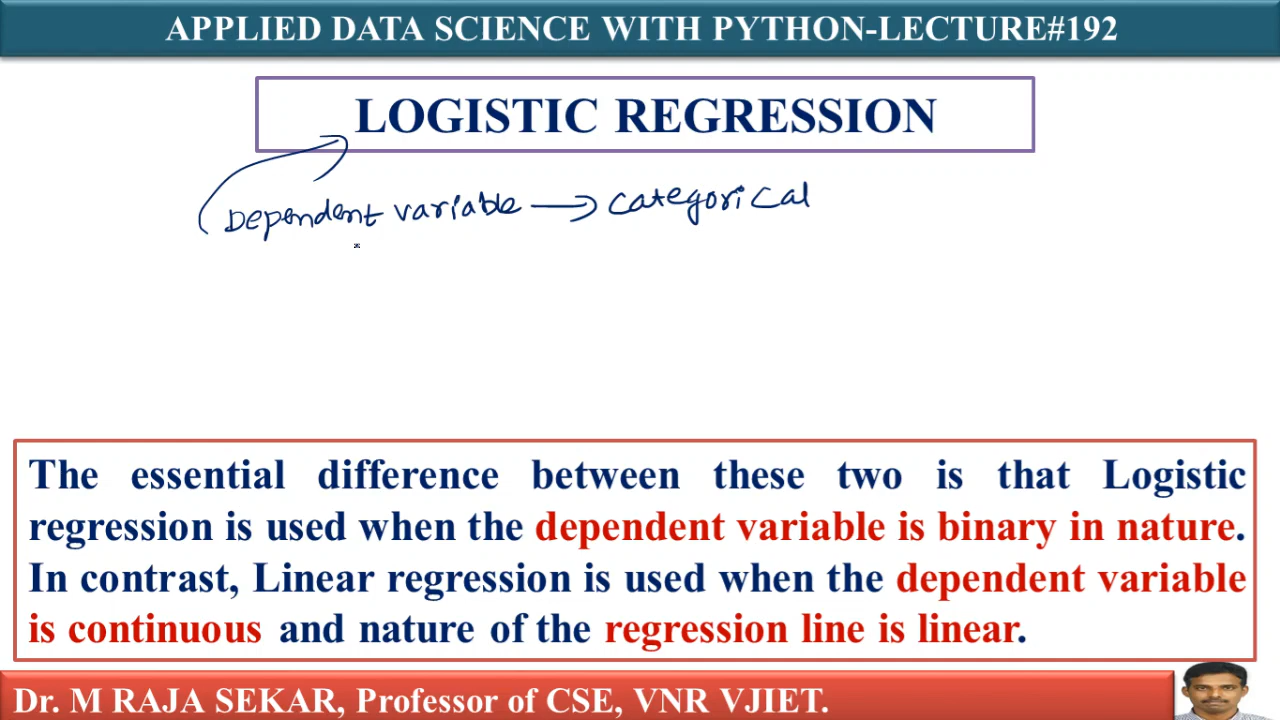 APPLIED DATA SCIENCE WITH PYTHON-LECTURE#192
LOGISTIC REGRESSION
Dependent variable → categorical
The essential difference between these two is that Logistic
regression is used when the dependent variable is binary in nature.
In contrast, Linear regression is used when the dependent variable
is continuous and nature of the regression line is linear.
Dr. M RAJA SEKAR, Professor of CSE, VNR VJIET.